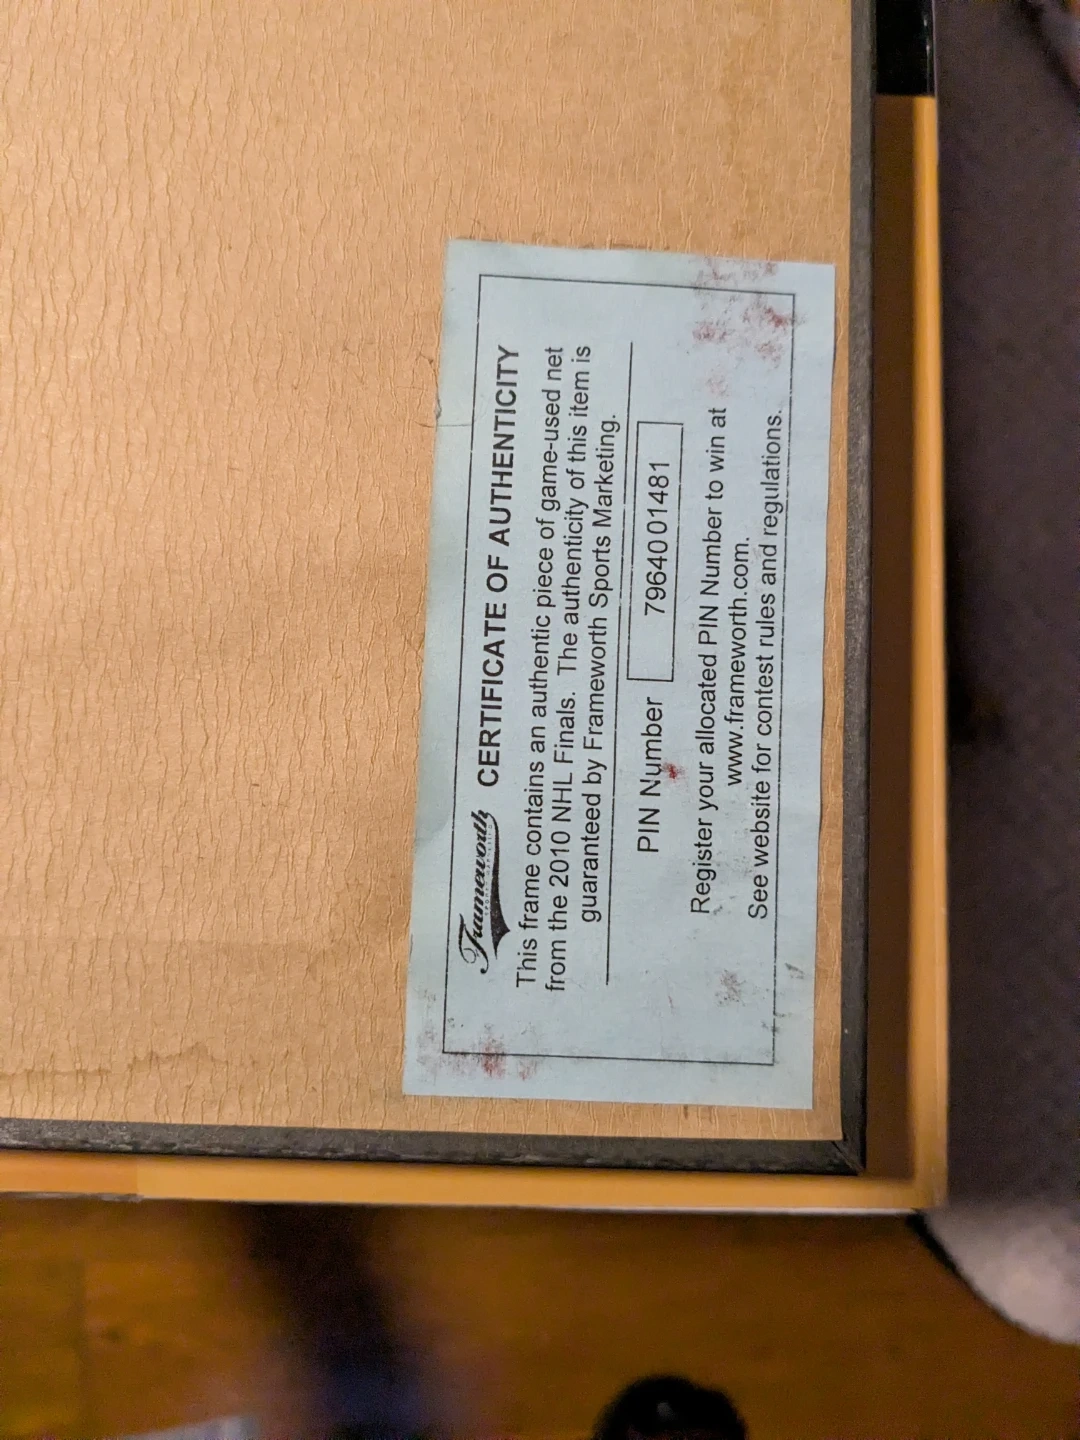 Frameworth CERTIFICATE OF AUTHENTICITY
This frame contains an authentic piece of game-used net
from the 2010 NHL Finals. The authenticity of this item is
guaranteed by Frameworth Sports Marketing.
PIN Number 7964001481
Register your allocated PIN Number to win at
www.frameworth.com.
See website for contest rules and regulations.